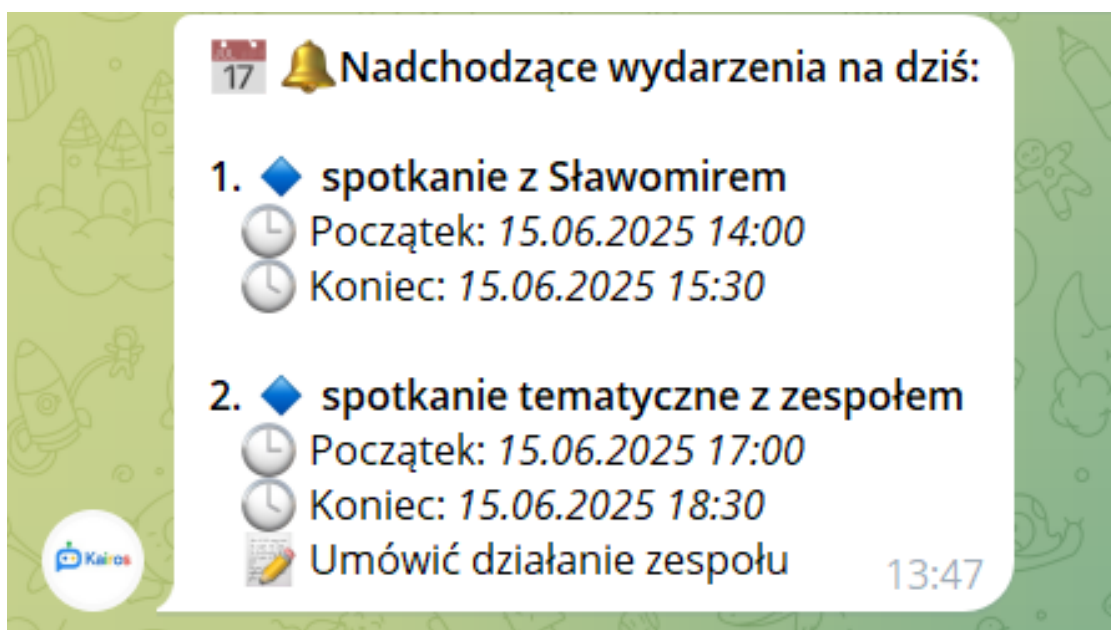 📅 🔔Nadchodzące wydarzenia na dziś:
1. 🔷 spotkanie z Sławomirem
🕒 Początek: 15.06.2025 14:00
🕒 Koniec: 15.06.2025 15:30
2. 🔷 spotkanie tematyczne z zespołem
🕒 Początek: 15.06.2025 17:00
🕒 Koniec: 15.06.2025 18:30
📝 Umówić działanie zespołu
13:47
Kairos